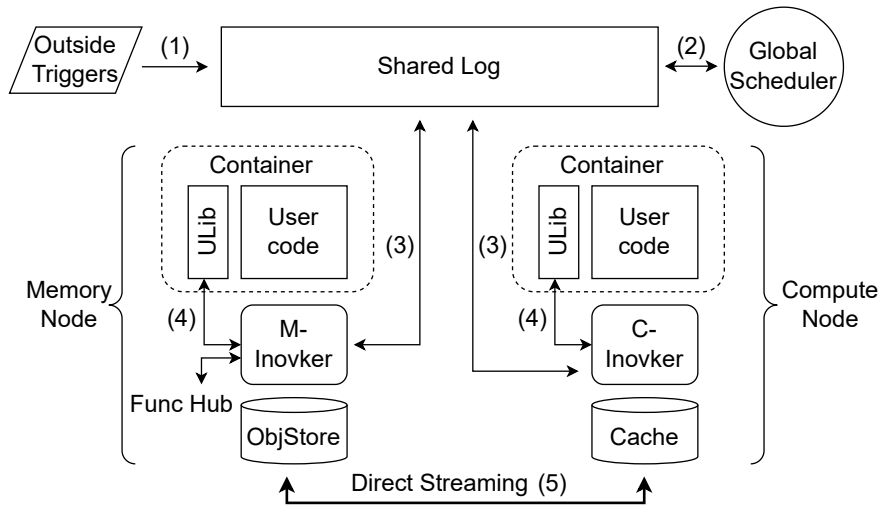 Outside
Triggers
(1)
Shared Log
(2)
Global
Scheduler
Container
ULib
User
code
(3)
(3)
Container
ULib
User
code
Memory
Node
(4)
M-
Inovker
Func Hub
ObjStore
(4)
C-
Inovker
Cache
Compute
Node
Direct Streaming (5)